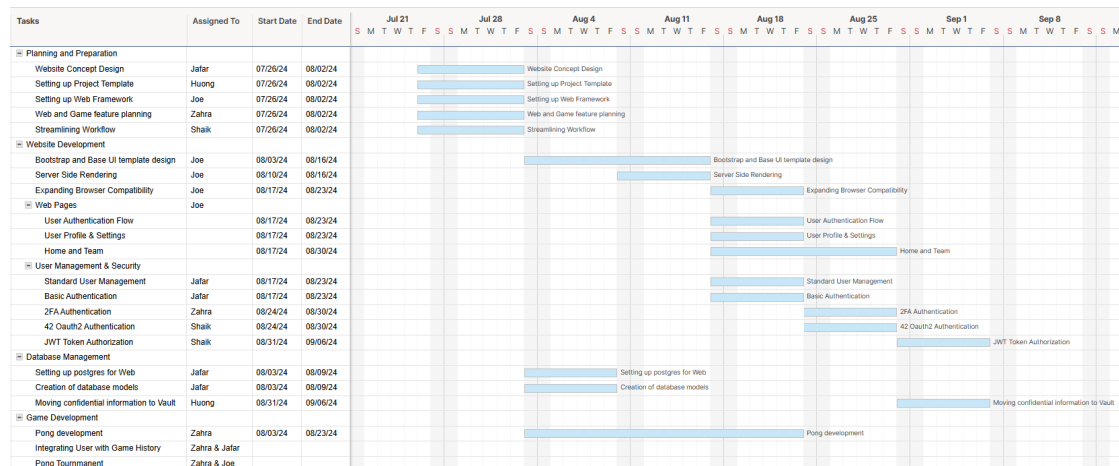 Tasks Assigned To Start Date End Date Jul 21 Jul 28 Aug 4 Aug 11 Aug 18 Aug 25 Sep 1 Sep 8
S M T W T F S S M T W T F S S M T W T F S S M T W T F S S M T W T F S S M T W T F S S M T W T F S S M T W T F S S M
Planning and Preparation
Website Concept Design Jafar 07/26/24 08/02/24 Website Concept Design
Setting up Project Template Huong 07/26/24 08/02/24 Setting up Project Template
Setting up Web Framework Joe 07/26/24 08/02/24 Setting up Web Framework
Web and Game feature planning Zahra 07/26/24 08/02/24 Web and Game feature planning
Streamlining Workflow Shaik 07/26/24 08/02/24 Streamlining Workflow
Website Development
Bootstrap and Base UI template design Joe 08/03/24 08/16/24 Bootstrap and Base UI template design
Server Side Rendering Joe 08/10/24 08/16/24 Server Side Rendering
Expanding Browser Compatibility Joe 08/17/24 08/23/24 Expanding Browser Compatibility
Web Pages Joe
User Authentication Flow 08/17/24 08/23/24 User Authentication Flow
User Profile & Settings 08/17/24 08/23/24 User Profile & Settings
Home and Team 08/17/24 08/30/24 Home and Team
User Management & Security
Standard User Management Jafar 08/17/24 08/23/24 Standard User Management
Basic Authentication Jafar 08/17/24 08/23/24 Basic Authentication
2FA Authentication Zahra 08/24/24 08/30/24 2FA Authentication
42 Oauth2 Authentication Shaik 08/24/24 08/30/24 42 Oauth2 Authentication
JWT Token Authorization Shaik 08/31/24 09/06/24 JWT Token Authorization
Database Management
Setting up postgres for Web Jafar 08/03/24 08/09/24 Setting up postgres for Web
Creation of database models Jafar 08/03/24 08/09/24 Creation of database models
Moving confidential information to Vault Huong 08/31/24 09/06/24 Moving confidential information to Vault
Game Development
Pong development Zahra 08/03/24 08/23/24 Pong development
Integrating User with Game History Zahra & Jafar
Pong Tournmanent Zahra & Joe